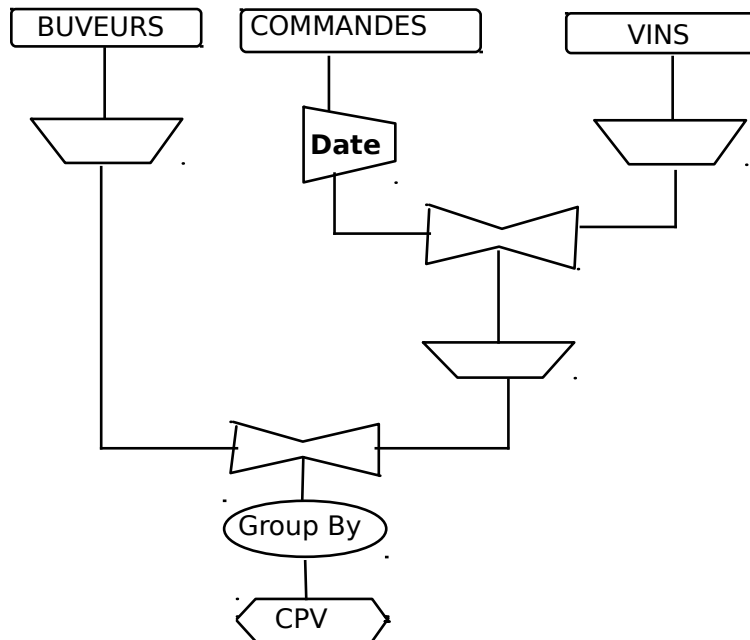 BUVEURS
COMMANDES
VINS
Date
Group By
CPV